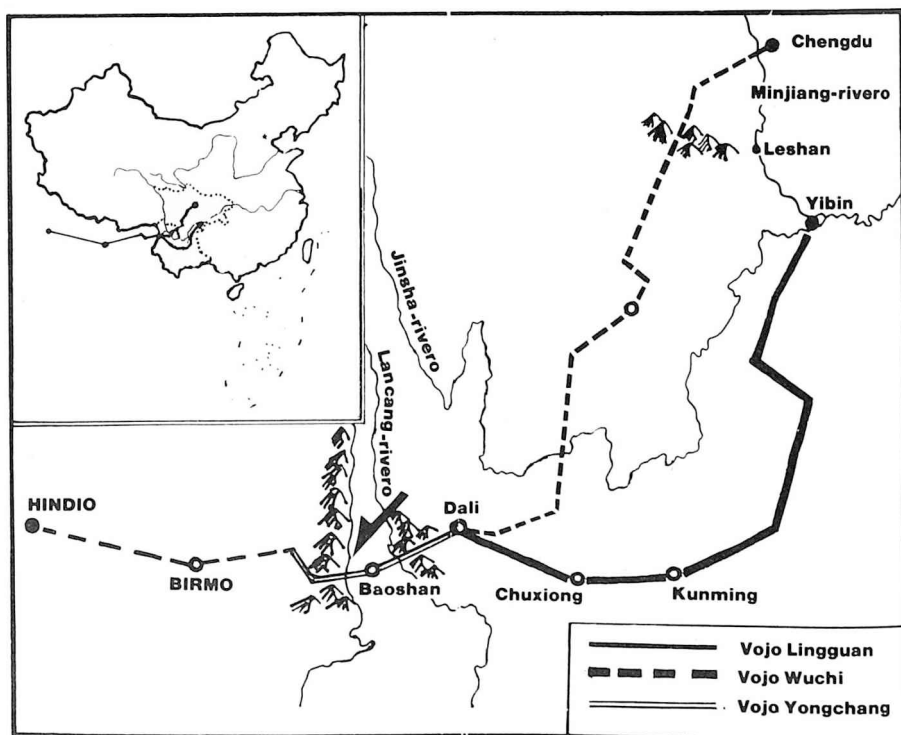 Chengdu
Minjiang-rivero
Leshan
Yibin
Jinsha-rivero
Lancang-rivero
HINDIO
BIRMO
Baoshan
Dali
Chuxiong
Kunming
Vojo Lingguan
Vojo Wuchi
Vojo Yongchang